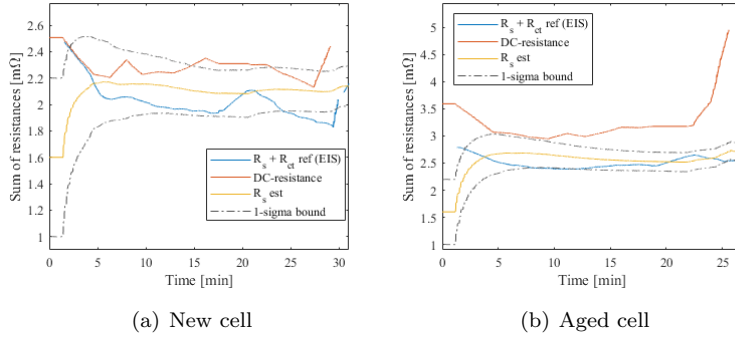 2.6
2.4
2.2
2
1.8
1.6
1.4
1.2
1
Sum of resistances [mΩ]
0 5 10 15 20 25 30
Time [min]
R_s + R_ct ref (EIS)
DC-resistance
R_s est
1-sigma bound
(a) New cell
5
4.5
4
3.5
3
2.5
2
1.5
1
Sum of resistances [mΩ]
0 5 10 15 20 25
Time [min]
R_s + R_ct ref (EIS)
DC-resistance
R_s est
1-sigma bound
(b) Aged cell